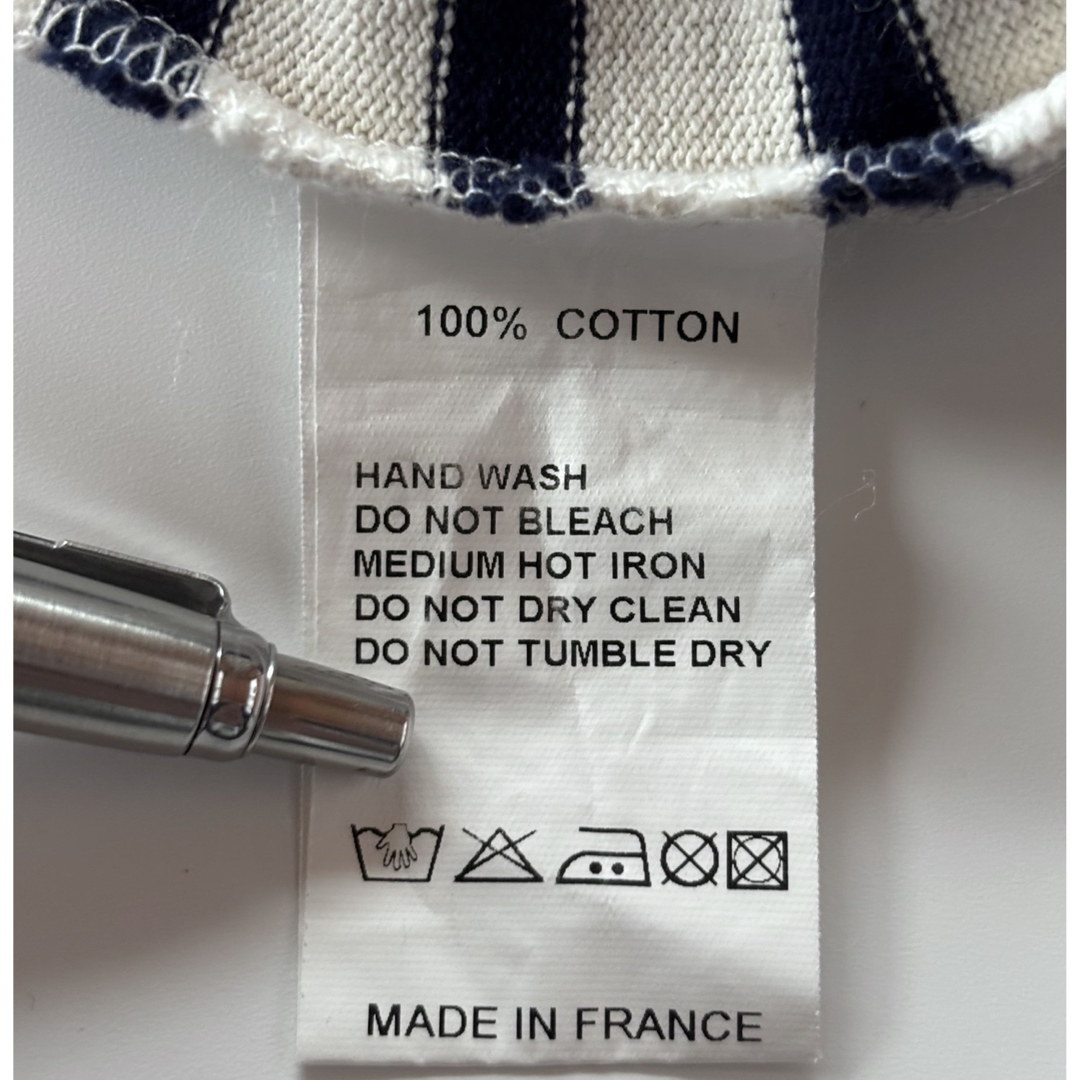 100% COTTON
HAND WASH
DO NOT BLEACH
MEDIUM HOT IRON
DO NOT DRY CLEAN
DO NOT TUMBLE DRY
MADE IN FRANCE